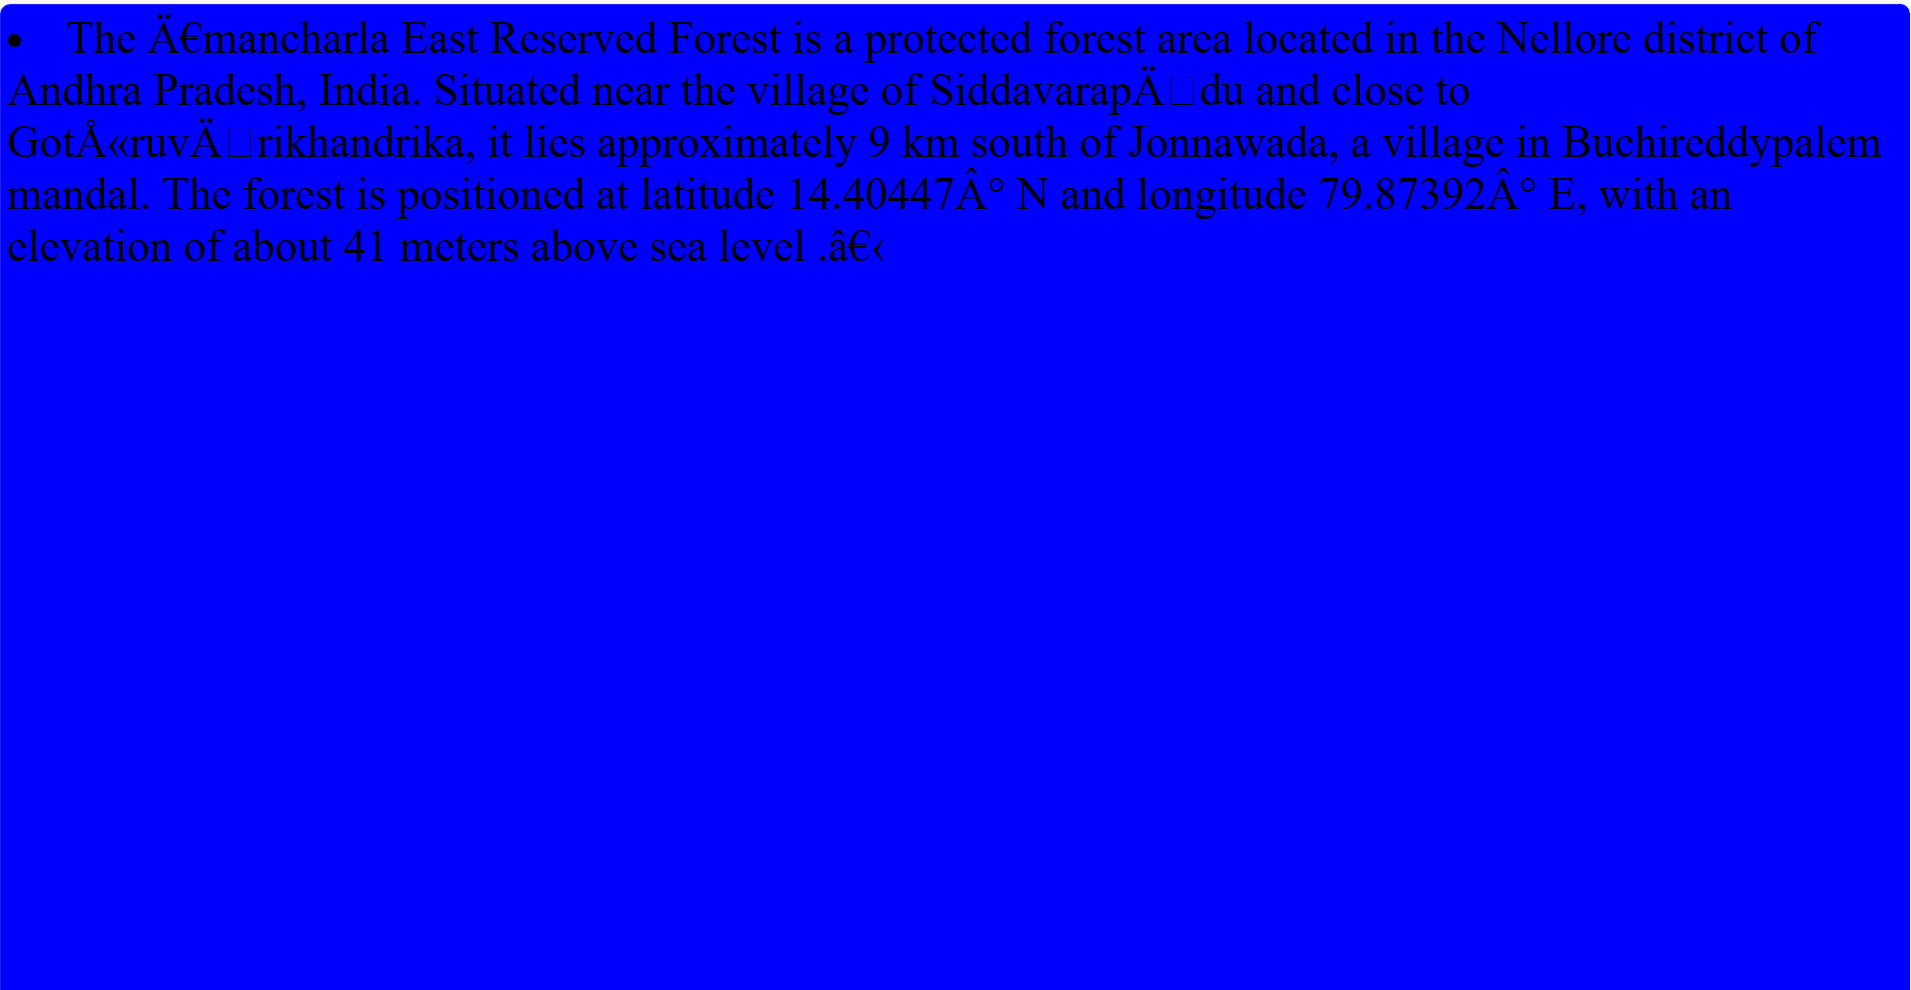 • The Ä€mancharla East Reserved Forest is a protected forest area located in the Nellore district of
Andhra Pradesh, India. Situated near the village of SiddavarapÄ□du and close to
GotÅ«ruvÄ□rikhandrika, it lies approximately 9 km south of Jonnawada, a village in Buchireddypalem
mandal. The forest is positioned at latitude 14.40447Â° N and longitude 79.87392Â° E, with an
elevation of about 41 meters above sea level .â€‹